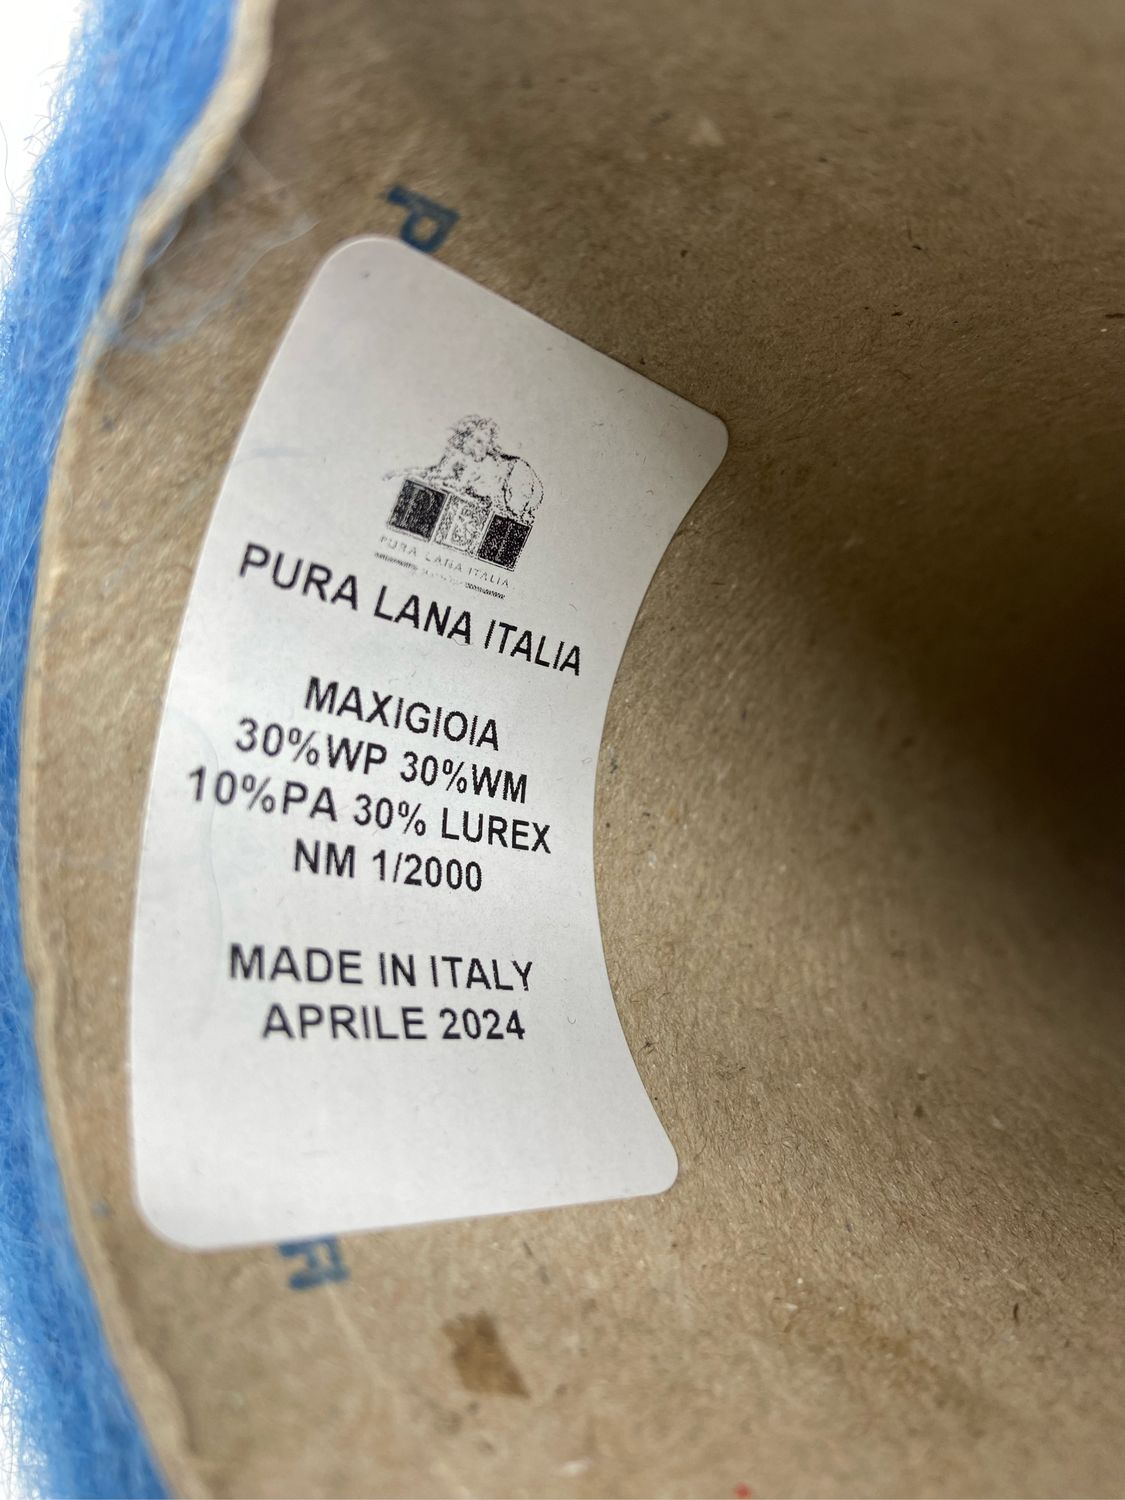 P
PLI
PURA LANA ITALIA
PURA LANA ITALIA
MAXIGIOIA
30%WP 30%WM
10%PA 30% LUREX
NM 1/2000
MADE IN ITALY
APRILE 2024